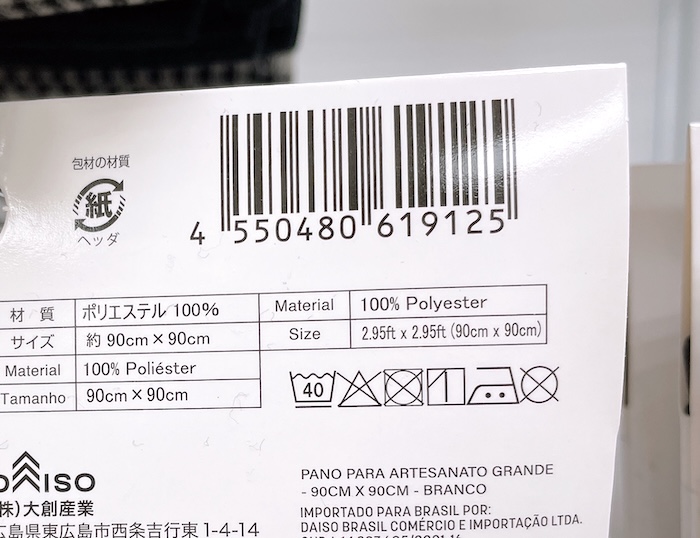 包材の材質
紙
ヘッダ
4 550480 619125
材 質 ポリエステル 100%
サイズ 約 90cm×90cm
Material 100% Poliéster
Tamanho 90cm×90cm
Material 100% Polyester
Size 2.95ft x 2.95ft (90cm x 90cm)
40
AISO
株)大創産業
広島県東広島市西条吉行東 1-4-14
PANO PARA ARTESANATO GRANDE
- 90CM X 90CM - BRANCO
IMPORTADO PARA BRASIL POR:
DAISO BRASIL COMÉRCIO E IMPORTAÇÃO LTDA.